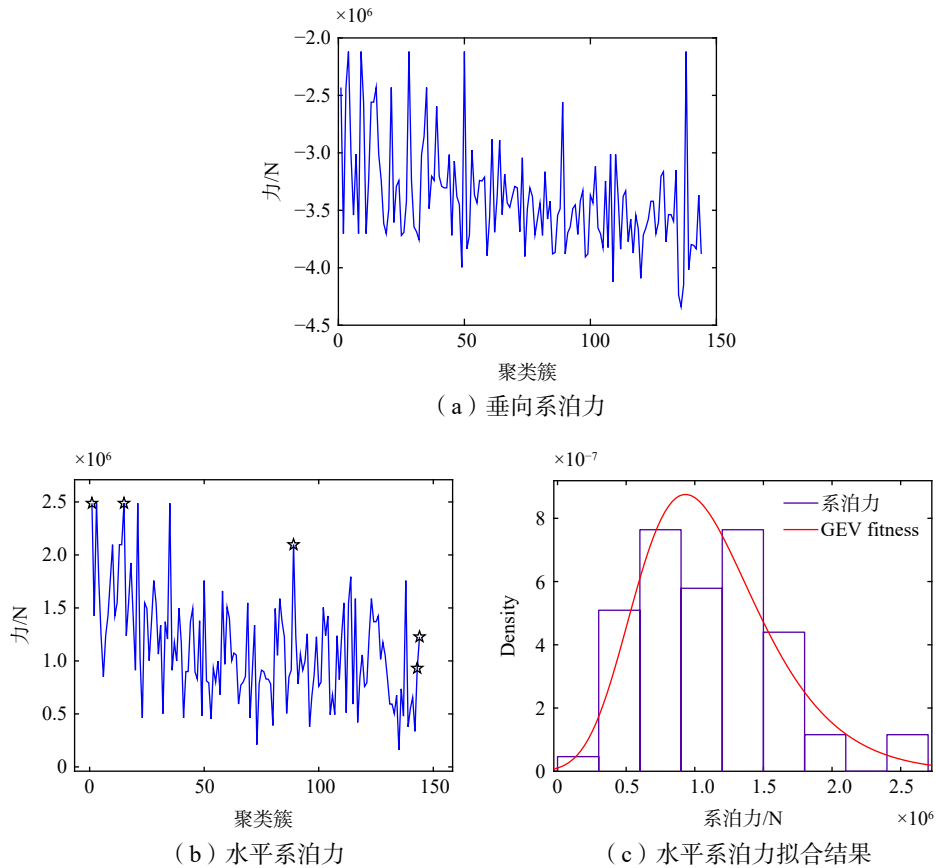 ×10⁶
−2.0
−2.5
−3.0
−3.5
−4.0
−4.5
力/N
0 50 100 150
聚类簇
（a）垂向系泊力
×10⁶
2.5
2.0
1.5
1.0
0.5
0
力/N
0 50 100 150
聚类簇
（b）水平系泊力
×10⁻⁷
8
6
4
2
0
Density
系泊力
GEV fitness
0.5 1.0 1.5 2.0 2.5
系泊力/N
×10⁶
（c）水平系泊力拟合结果